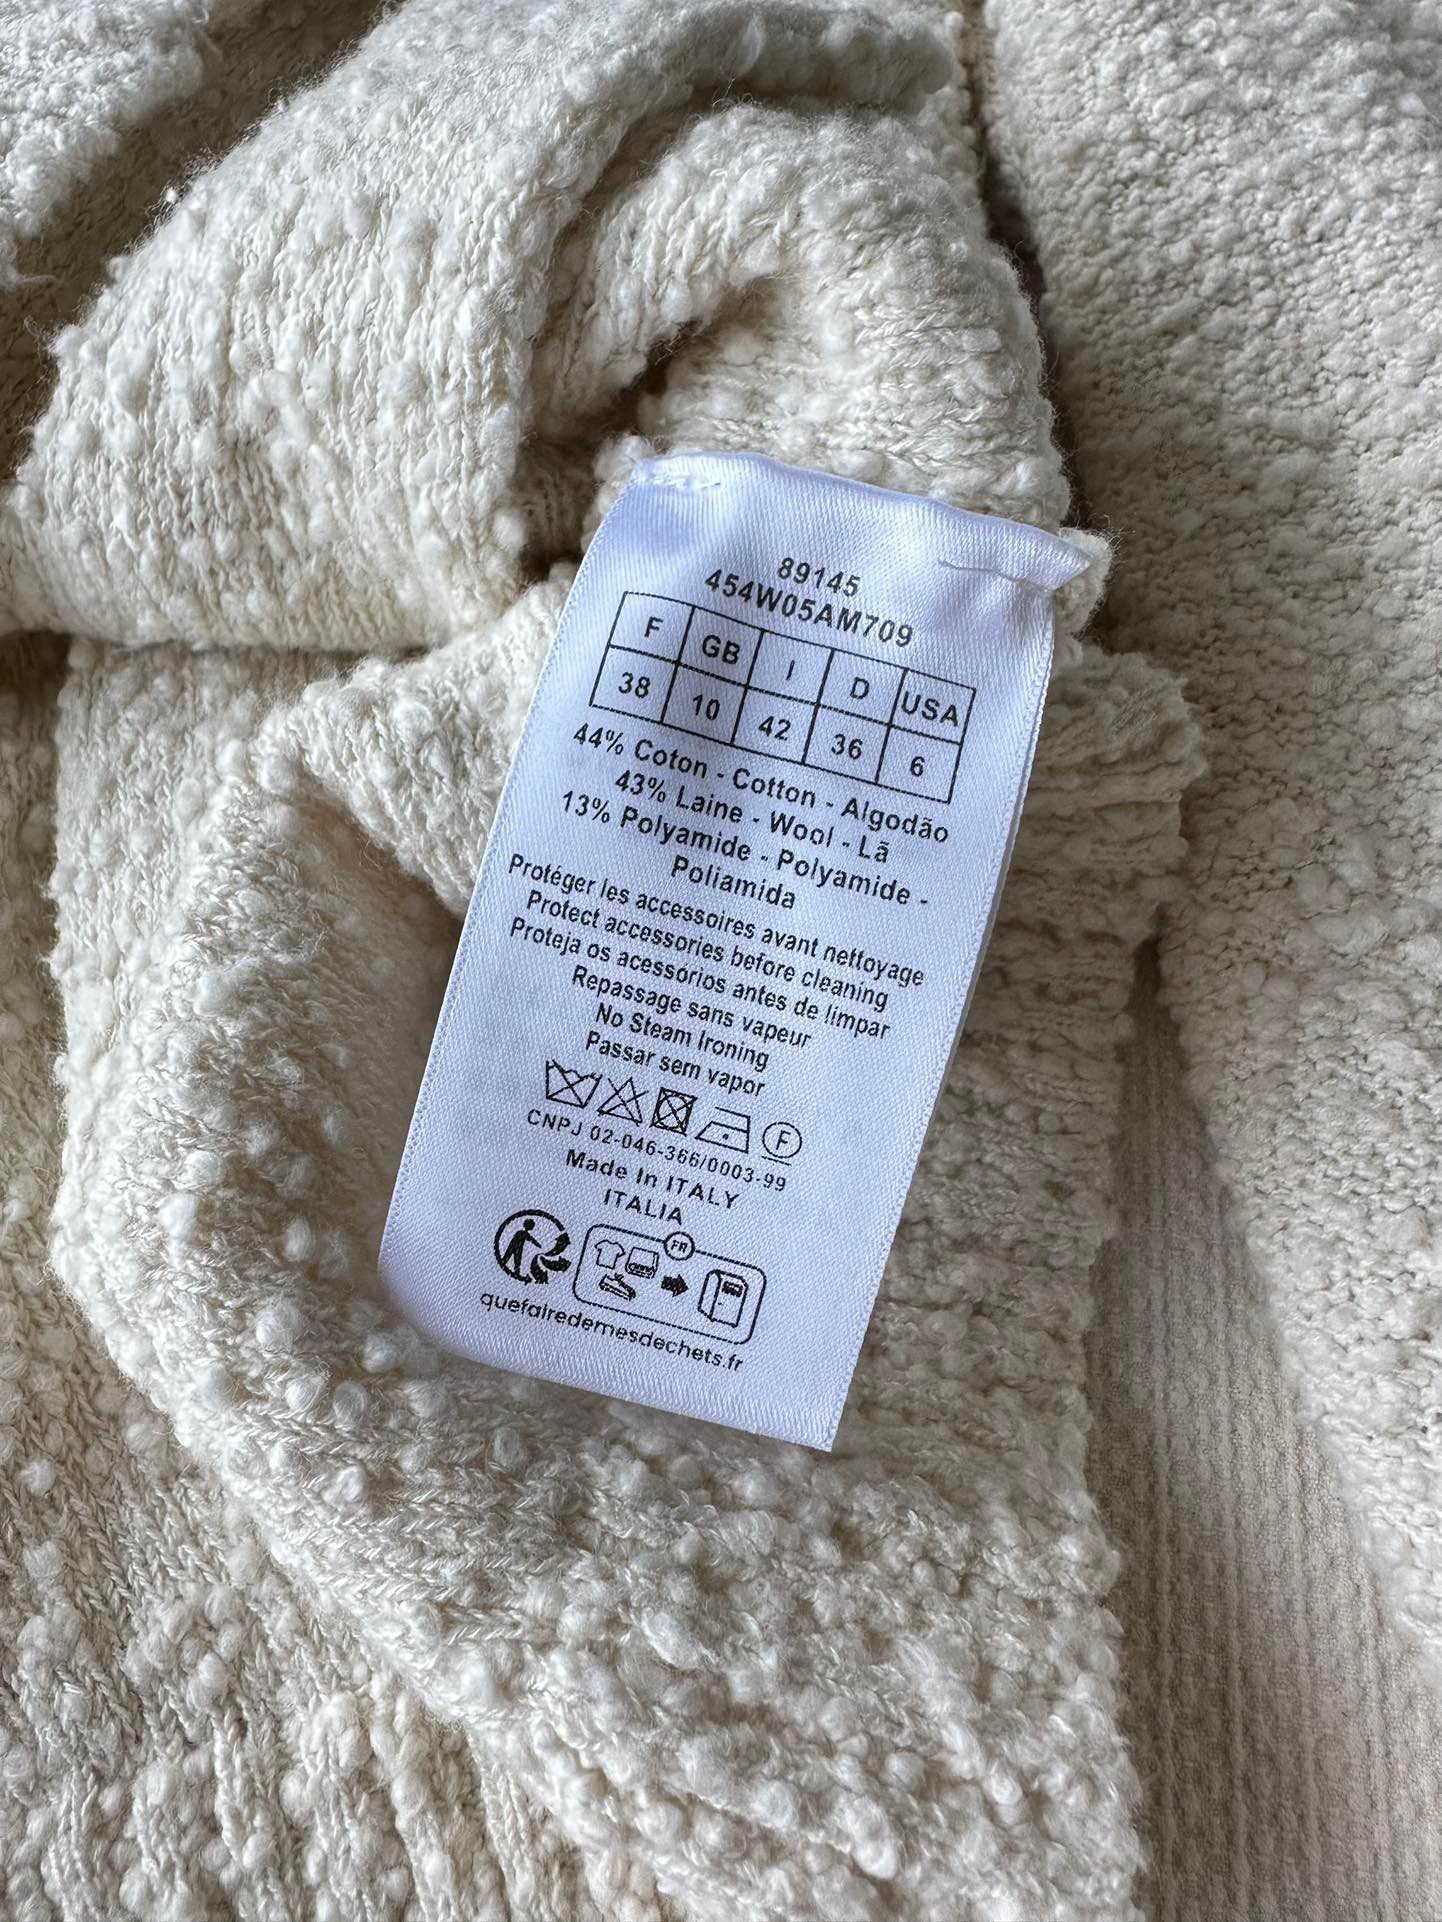 89145
454W05AM709
F GB I D USA
38 10 42 36 6
44% Coton - Cotton - Algodão
43% Laine - Wool - Lã
13% Polyamide - Polyamide -
Poliamida
Protéger les accessoires avant nettoyage
Protect accessories before cleaning
Proteja os acessorios antes de limpar
Repassage sans vapeur
No Steam Ironing
Passar sem vapor
F
CNPJ 02-046-366/0003-99
Made In ITALY
ITALIA
FR
quefairedemesdechets.fr